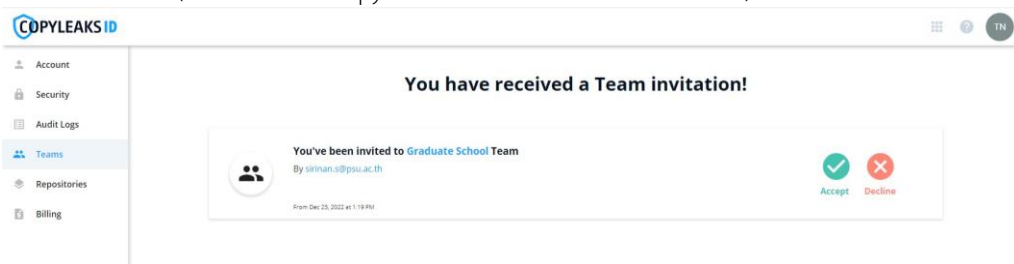 COPYLEAKS ID
TN
Account
Security
Audit Logs
Teams
Repositories
Billing
You have received a Team invitation!
You've been invited to Graduate School Team
By sirinan.s@psu.ac.th
From Dec 25, 2022 at 1:19 PM
Accept
Decline